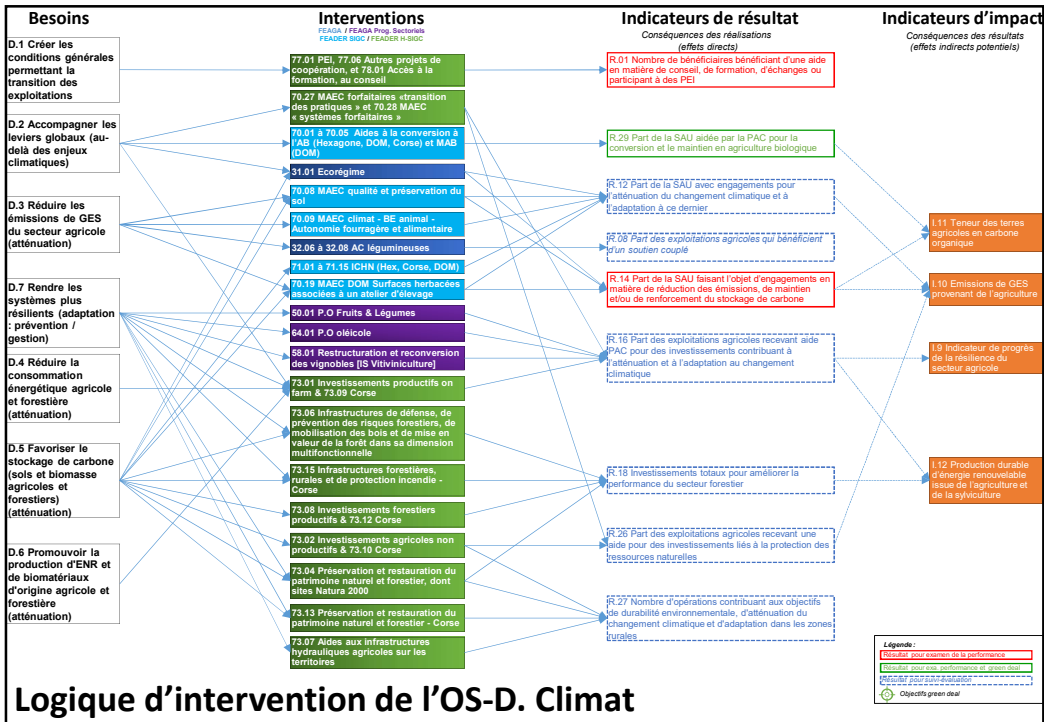 Besoins
D.1 Créer les
conditions générales
permettant la
transition des
exploitations
D.2 Accompagner les
leviers globaux (au-
delà des enjeux
climatiques)
D.3 Réduire les
émissions de GES
du secteur agricole
(atténuation)
D.7 Rendre les
systèmes plus
résilients (adaptation
: prévention /
gestion)
D.4 Réduire la
consommation
énergétique agricole
et forestière
(atténuation)
D.5 Favoriser le
stockage de carbone
(sols et biomasse
agricoles et
forestiers)
(atténuation)
D.6 Promouvoir la
production d'ENR et
de biomatériaux
d'origine agricole et
forestière
(atténuation)
Interventions
FEAGA / FEAGA Prog. Sectoriels
FEADER SIGC / FEADER H-SIGC
77.01 PEI, 77.06 Autres projets de
coopération, et 78.01 Accès à la
formation, au conseil
70.27 MAEC forfaitaires «transition
des pratiques » et 70.28 MAEC
« systèmes forfaitaires »
70.01 à 70.05 Aides à la conversion à
l'AB (Hexagone, DOM, Corse) et MAB
(DOM)
31.01 Ecorégime
70.08 MAEC qualité et préservation du
sol
70.09 MAEC climat - BE animal -
Autonomie fourragère et alimentaire
32.06 à 32.08 AC légumineuses
71.01 à 71.15 ICHN (Hex, Corse, DOM)
70.19 MAEC DOM Surfaces herbacées
associées à un atelier d'élevage
50.01 P.O Fruits & Légumes
64.01 P.O oléicole
58.01 Restructuration et reconversion
des vignobles [IS Vitiviniculture]
73.01 Investissements productifs on
farm & 73.09 Corse
73.06 Infrastructures de défense, de
prévention des risques forestiers, de
mobilisation des bois et de mise en
valeur de la forêt dans sa dimension
multifonctionnelle
73.15 Infrastructures forestières,
rurales et de protection incendie -
Corse
73.08 Investissements forestiers
productifs & 73.12 Corse
73.02 Investissements agricoles non
productifs & 73.10 Corse
73.04 Préservation et restauration du
patrimoine naturel et forestier, dont
sites Natura 2000
73.13 Préservation et restauration du
patrimoine naturel et forestier - Corse
73.07 Aides aux infrastructures
hydrauliques agricoles sur les
territoires
Indicateurs de résultat
Conséquences des réalisations
(effets directs)
R.01 Nombre de bénéficiaires bénéficiant d'une aide
en matière de conseil, de formation, d'échanges ou
participant à des PEI
R.29 Part de la SAU aidée par la PAC pour la
conversion et le maintien en agriculture biologique
R.12 Part de la SAU avec engagements pour
l'atténuation du changement climatique et à
l'adaptation à ce dernier
R.08 Part des exploitations agricoles qui bénéficient
d'un soutien couplé
R.14 Part de la SAU faisant l'objet d'engagements en
matière de réduction des émissions, de maintien
et/ou de renforcement du stockage de carbone
R.16 Part des exploitations agricoles recevant aide
PAC pour des investissements contribuant à
l'atténuation et à l'adaptation au changement
climatique
R.18 Investissements totaux pour améliorer la
performance du secteur forestier
R.26 Part des exploitations agricoles recevant une
aide pour des investissements liés à la protection des
ressources naturelles
R.27 Nombre d'opérations contribuant aux objectifs
de durabilité environnementale, d'atténuation du
changement climatique et d'adaptation dans les zones
rurales
Indicateurs d'impact
Conséquences des résultats
(effets indirects potentiels)
I.11 Teneur des terres
agricoles en carbone
organique
I.10 Emissions de GES
provenant de l'agriculture
I.9 Indicateur de progrès
de la résilience du
secteur agricole
I.12 Production durable
d'énergie renouvelable
issue de l'agriculture et
de la sylviculture
Légende :
Résultat pour examen de la performance
Résultat pour exa. performance et green deal
Résultat pour suivi-évaluation
Objectifs green deal
Logique d'intervention de l'OS-D. Climat